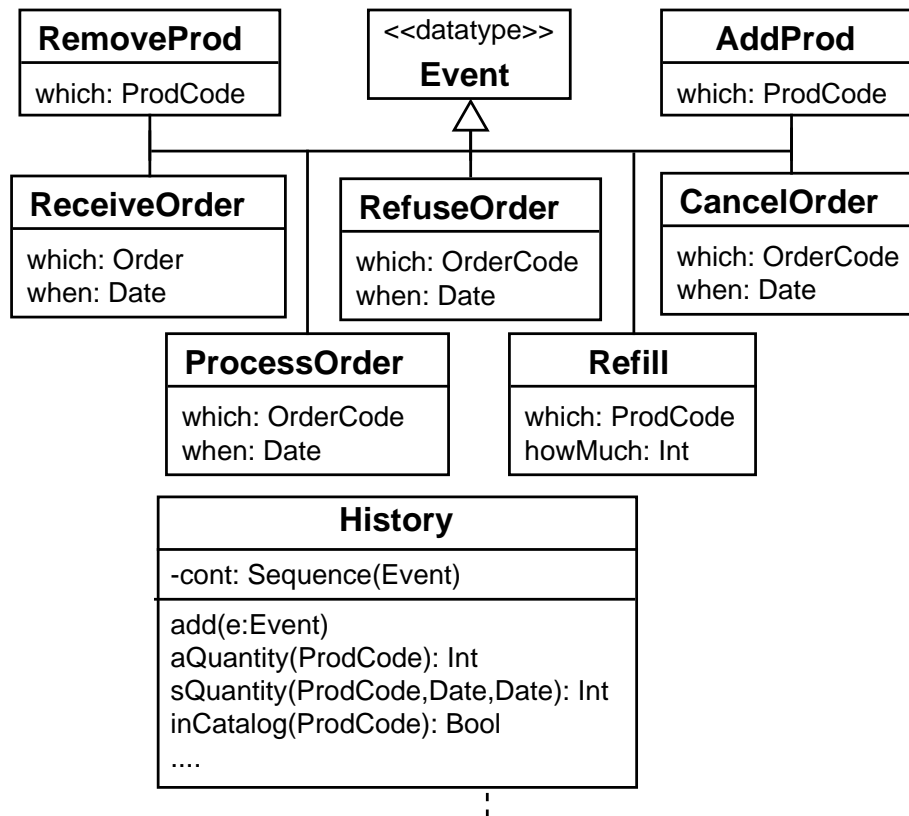 RemoveProd
which: ProdCode
<<datatype>>
Event
AddProd
which: ProdCode
ReceiveOrder
which: Order
when: Date
RefuseOrder
which: OrderCode
when: Date
CancelOrder
which: OrderCode
when: Date
ProcessOrder
which: OrderCode
when: Date
Refill
which: ProdCode
howMuch: Int
History
-cont: Sequence(Event)
add(e:Event)
aQuantity(ProdCode): Int
sQuantity(ProdCode,Date,Date): Int
inCatalog(ProdCode): Bool
....